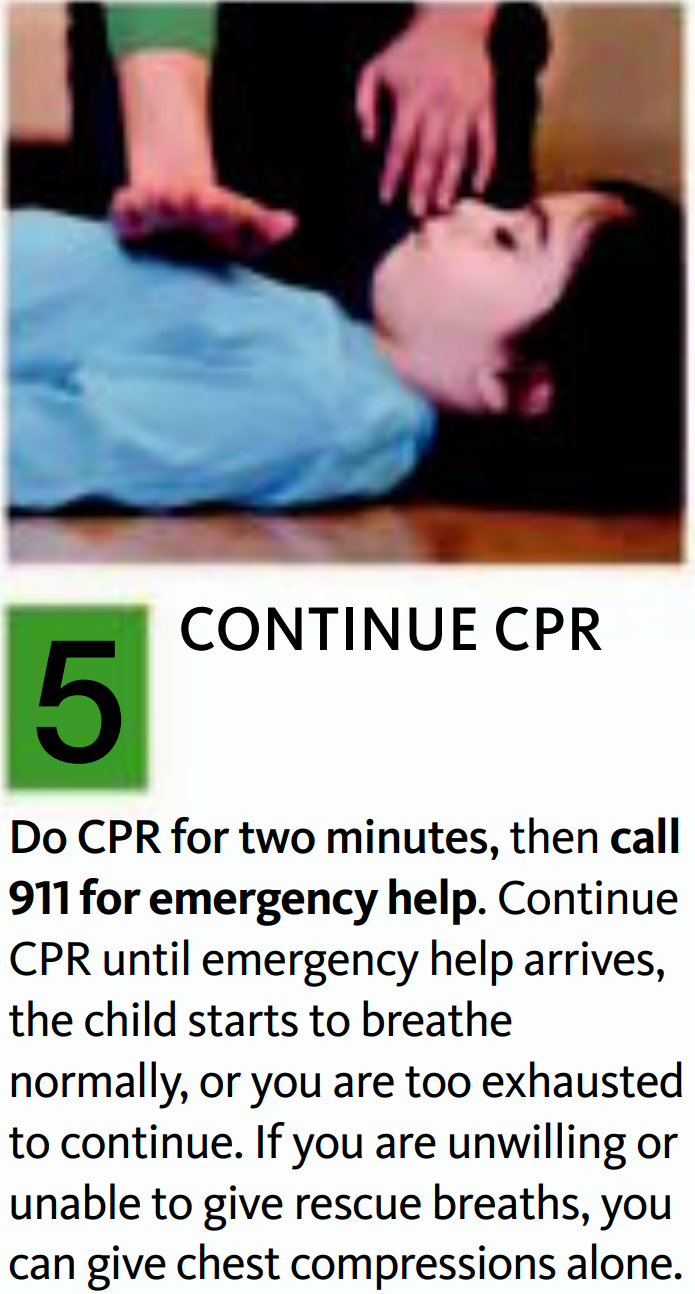 5
CONTINUE CPR
Do CPR for two minutes, then call
911 for emergency help. Continue
CPR until emergency help arrives,
the child starts to breathe
normally, or you are too exhausted
to continue. If you are unwilling or
unable to give rescue breaths, you
can give chest compressions alone.